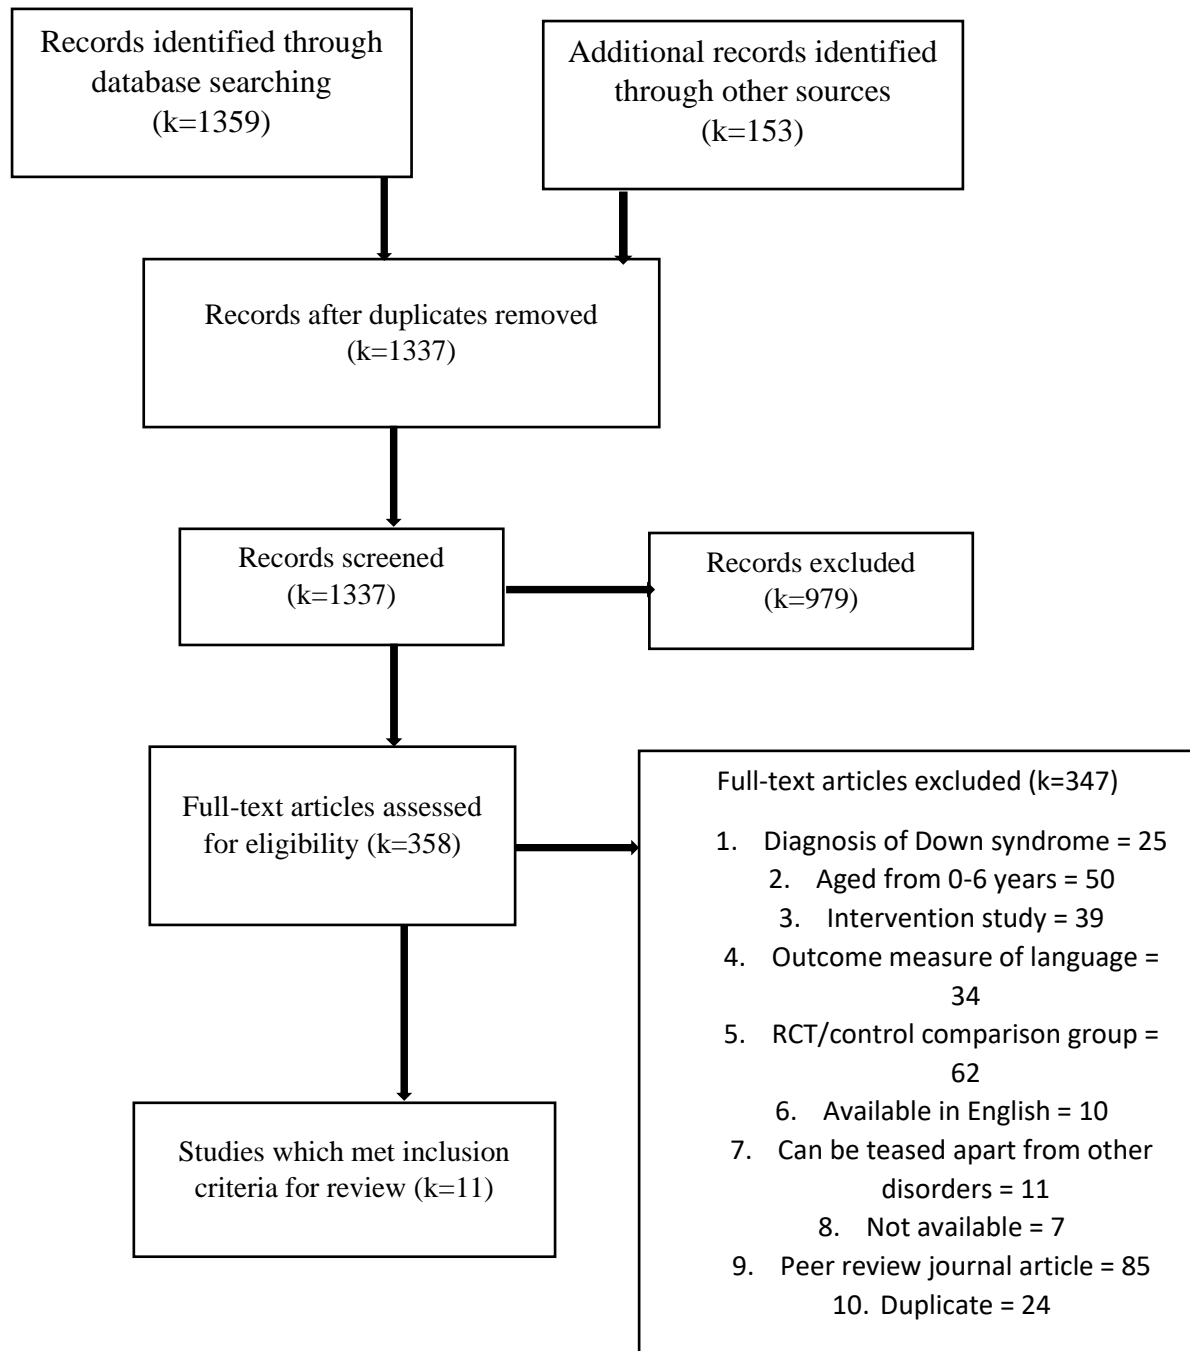 Records identified through
database searching
(k=1359)
Additional records identified
through other sources
(k=153)
Records after duplicates removed
(k=1337)
Records screened
(k=1337)
Records excluded
(k=979)
Full-text articles assessed
for eligibility (k=358)
Full-text articles excluded (k=347)
1. Diagnosis of Down syndrome = 25
2. Aged from 0-6 years = 50
3. Intervention study = 39
4. Outcome measure of language =
34
5. RCT/control comparison group =
62
6. Available in English = 10
7. Can be teased apart from other
disorders = 11
8. Not available = 7
9. Peer review journal article = 85
10. Duplicate = 24
Studies which met inclusion
criteria for review (k=11)